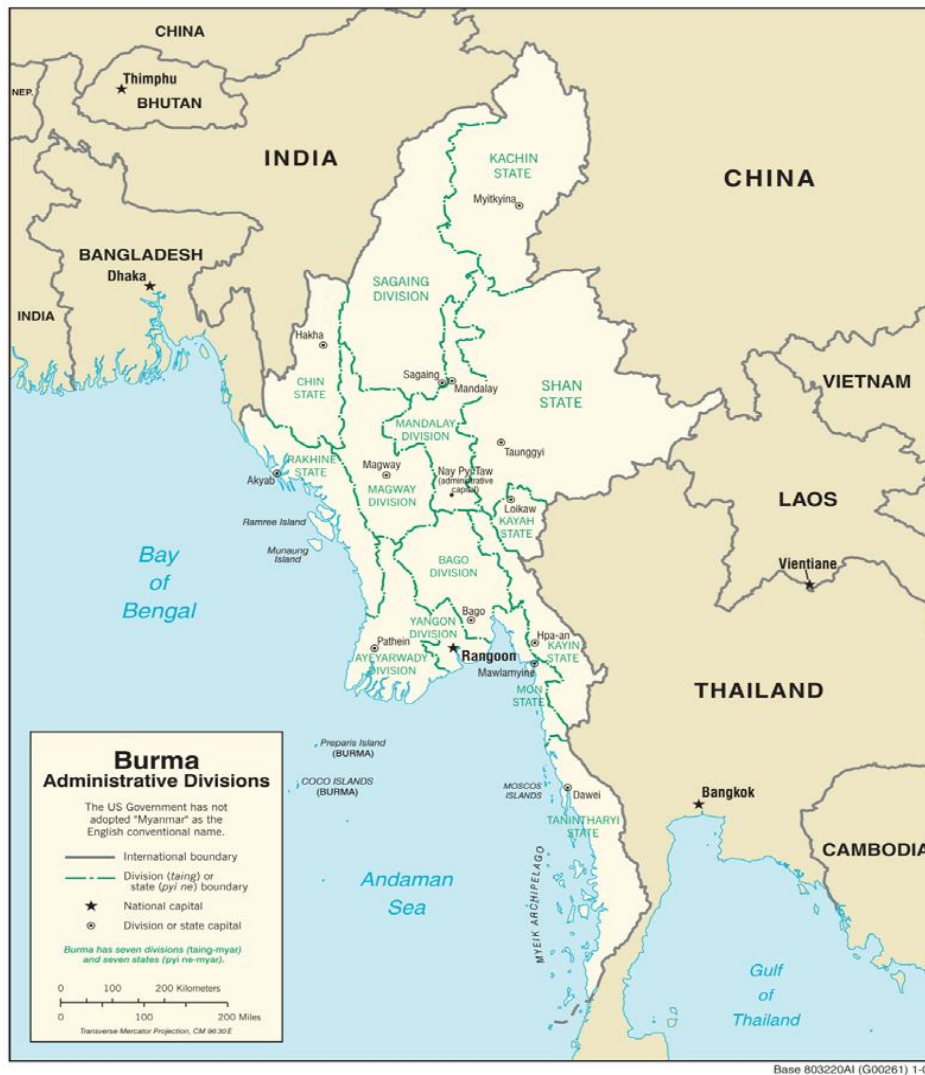 CHINA
Thimphu
NEP.
BHUTAN
INDIA
KACHIN
STATE
CHINA
Myitkyina
BANGLADESH
Dhaka
SAGAING
DIVISION
INDIA
Hakha
Sagaing
Mandalay
CHIN
STATE
SHAN
STATE
VIETNAM
MANDALAY
DIVISION
Taunggyi
RAKHINE
STATE
Magway
Nay Pyi Taw
(administrative
capital)
Akyab
MAGWAY
DIVISION
LAOS
Loikaw
KAYAH
STATE
Ramree Island
Munaung
Island
Bay
of
Bengal
BAGO
DIVISION
Vientiane
Bago
YANGON
DIVISION
Pathein
Hpa-an
KAYIN
STATE
Rangoon
AYEYARWADY
DIVISION
Mawlamyine
MON
STATE
THAILAND
Preparis Island
(BURMA)
COCO ISLANDS
(BURMA)
MOSCOS
ISLANDS
Dawei
Bangkok
TANINTHARYI
STATE
CAMBODIA
MYEIK ARCHIPELAGO
Andaman
Sea
Gulf
of
Thailand
Burma
Administrative Divisions
The US Government has not
adopted "Myanmar" as the
English conventional name.
International boundary
Division (taing) or
state (pyi ne) boundary
National capital
Division or state capital
Burma has seven divisions (taing-myar)
and seven states (pyi ne-myar).
0 100 200 Kilometers
0 100 200 Miles
Transverse Mercator Projection, CM 96 30 E
Base 803220AI (G00261) 1-0